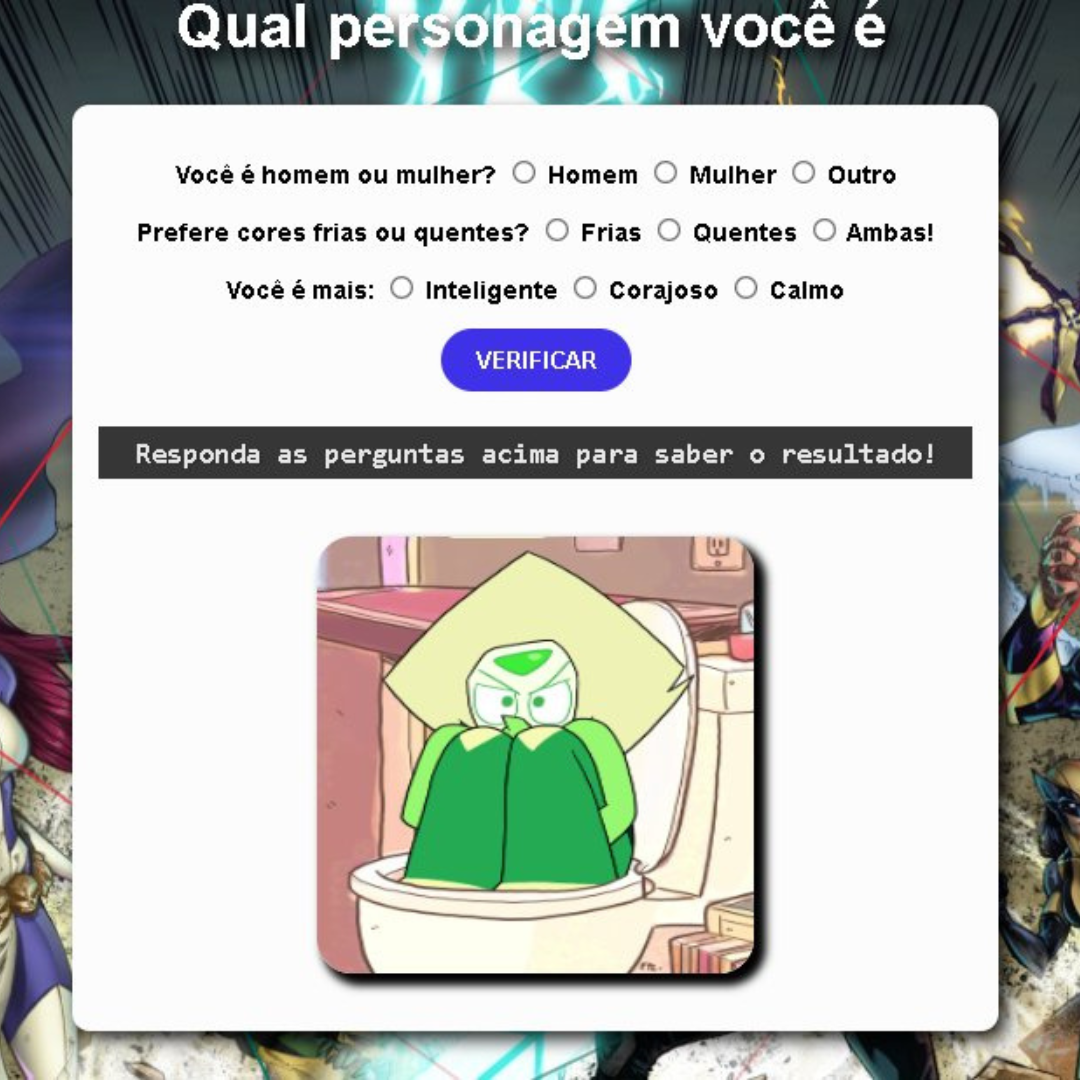 Qual personagem você é
Você é homem ou mulher? Homem Mulher Outro
Prefere cores frias ou quentes? Frias Quentes Ambas!
Você é mais: Inteligente Corajoso Calmo
VERIFICAR
Responda as perguntas acima para saber o resultado!